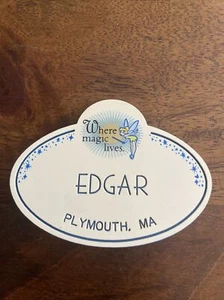 Where
magic
lives.
EDGAR
PLYMOUTH, MA